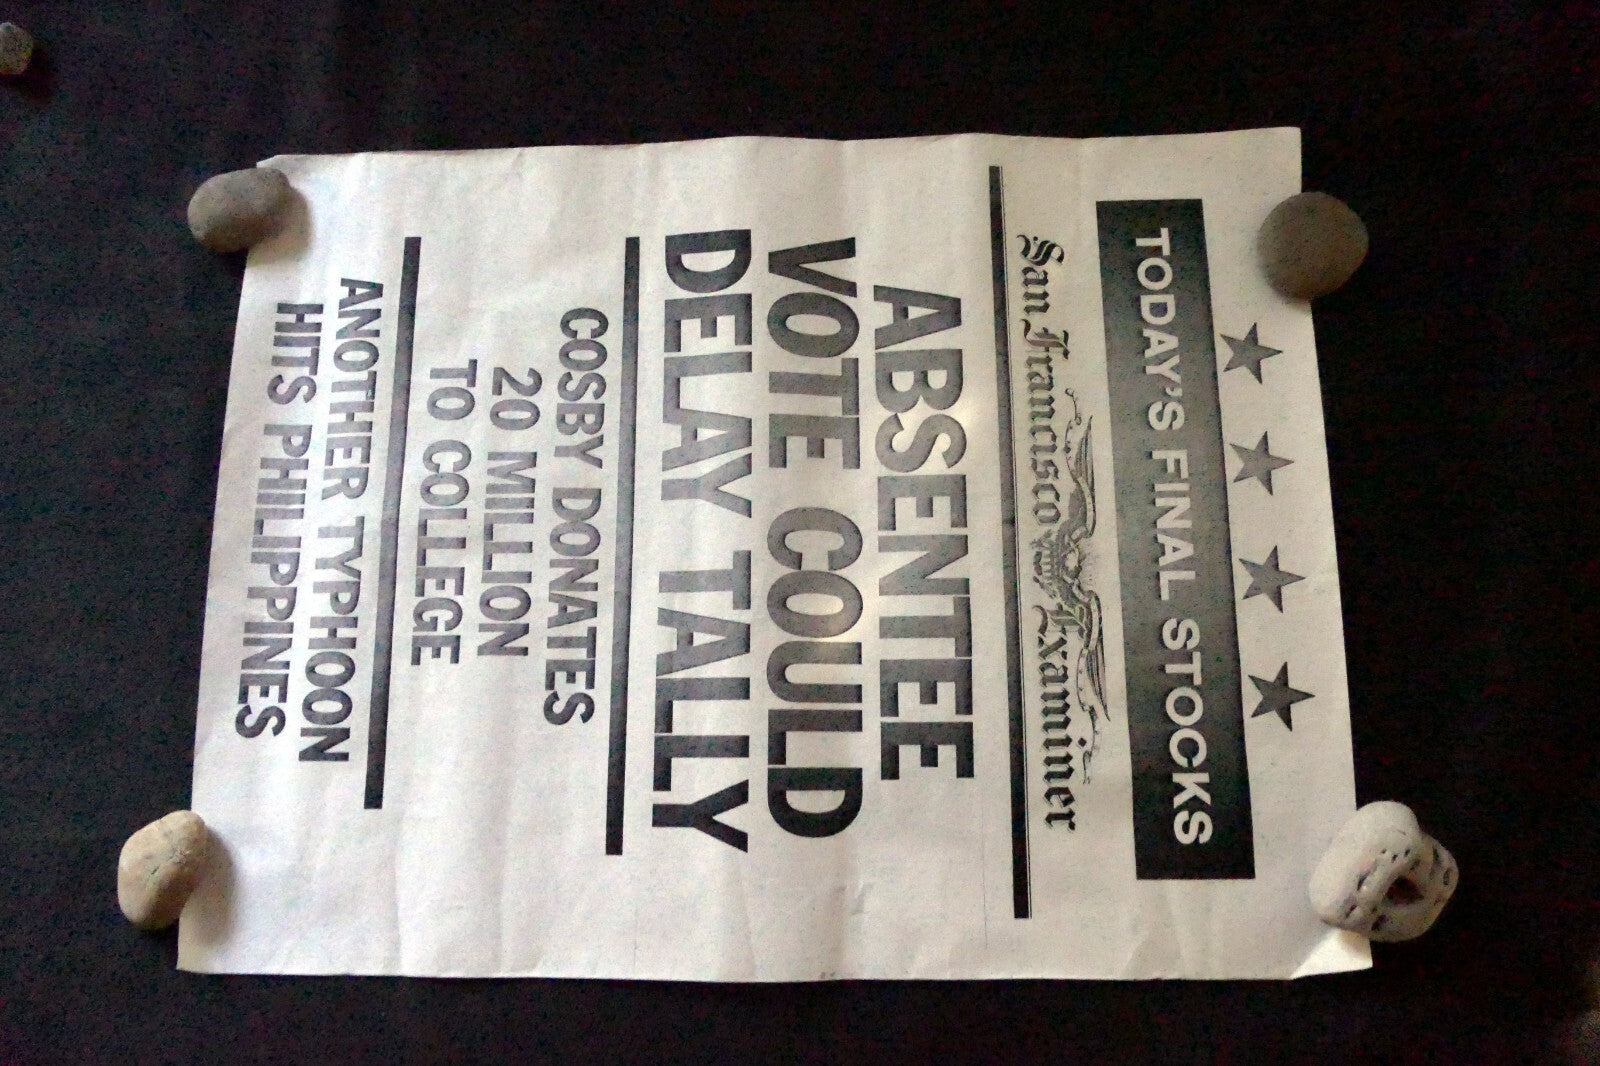 TODAY'S FINAL STOCKS
San Francisco Examiner
ABSENTEE
VOTE COULD
DELAY TALLY
COSBY DONATES
20 MILLION
TO COLLEGE
ANOTHER TYPHOON
HITS PHILIPPINES